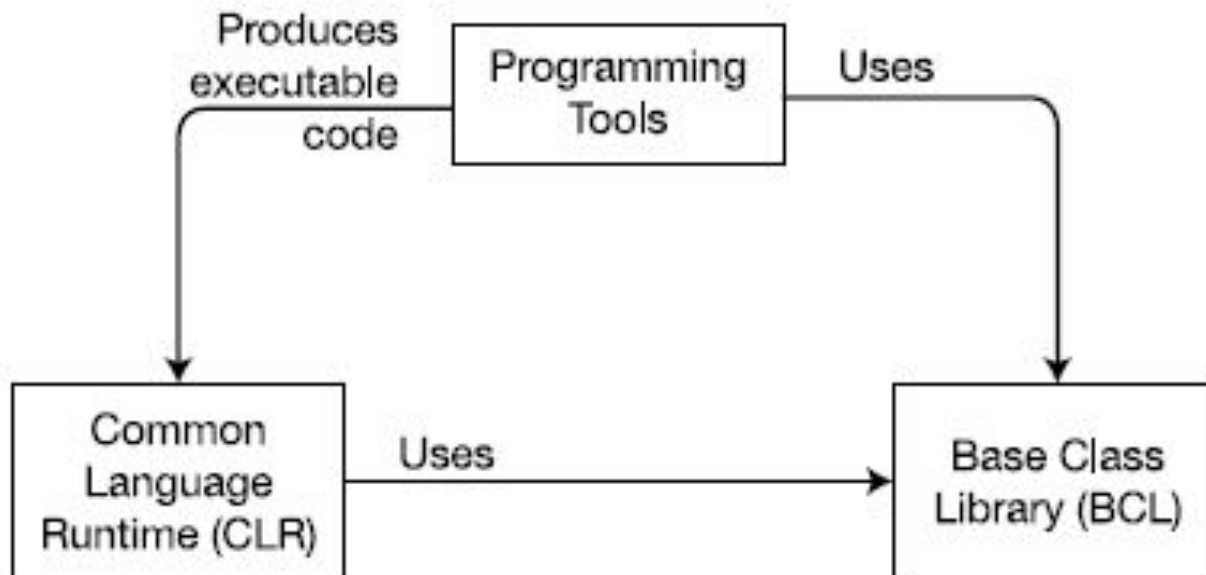 Produces
executable
code
Programming
Tools
Uses
Common
Language
Runtime (CLR)
Uses
Base Class
Library (BCL)